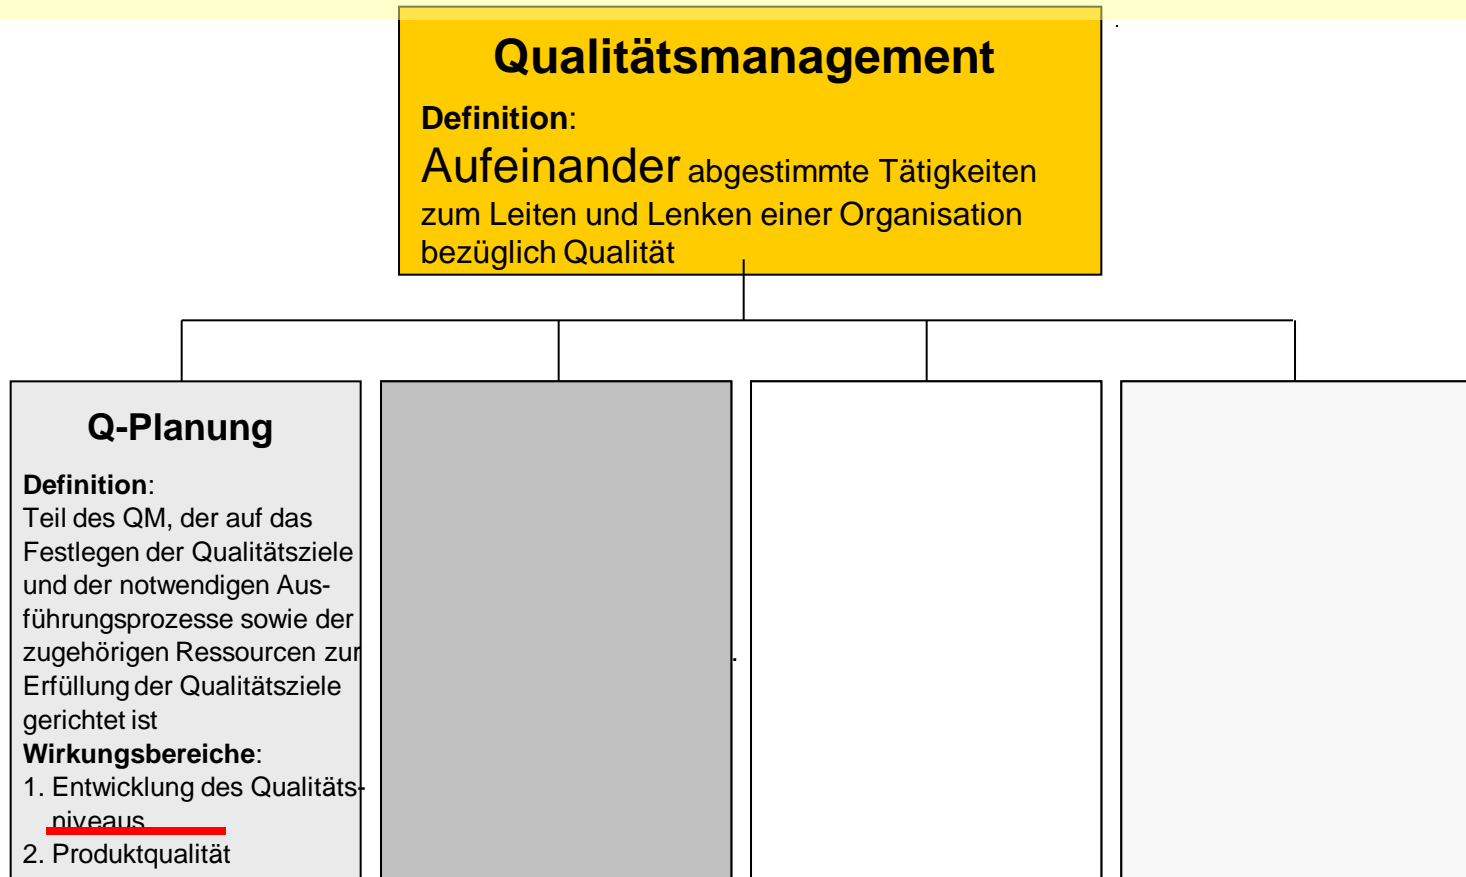 Qualitätsmanagement
Definition:
Aufeinander abgestimmte Tätigkeiten
zum Leiten und Lenken einer Organisation
bezüglich Qualität
Q-Planung
Definition:
Teil des QM, der auf das
Festlegen der Qualitätsziele
und der notwendigen Aus-
führungsprozesse sowie der
zugehörigen Ressourcen zur
Erfüllung der Qualitätsziele
gerichtet ist
Wirkungsbereiche:
1. Entwicklung des Qualitäts-
niveaus
2. Produktqualität